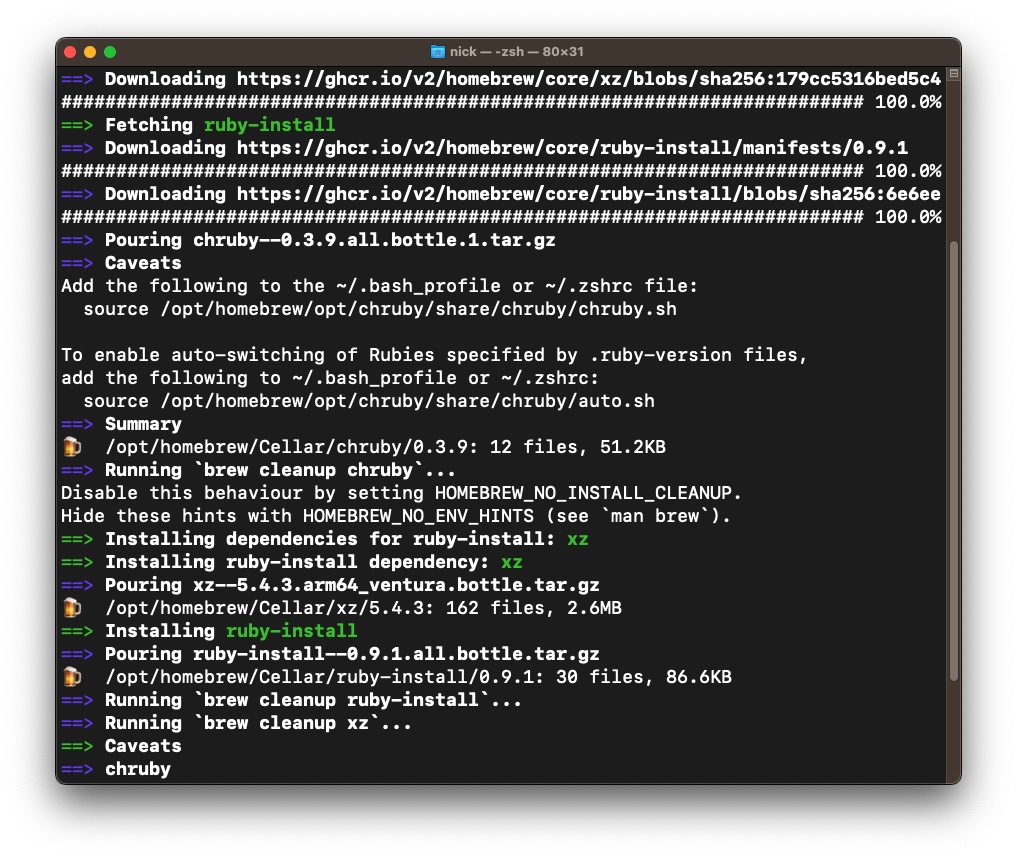 nick — -zsh — 80×31
==> Downloading https://ghcr.io/v2/homebrew/core/xz/blobs/sha256:179cc5316bed5c4
######################################################################### 100.0%
==> Fetching ruby-install
==> Downloading https://ghcr.io/v2/homebrew/core/ruby-install/manifests/0.9.1
######################################################################### 100.0%
==> Downloading https://ghcr.io/v2/homebrew/core/ruby-install/blobs/sha256:6e6ee
######################################################################### 100.0%
==> Pouring chruby--0.3.9.all.bottle.1.tar.gz
==> Caveats
Add the following to the ~/.bash_profile or ~/.zshrc file:
  source /opt/homebrew/opt/chruby/share/chruby/chruby.sh

To enable auto-switching of Rubies specified by .ruby-version files,
add the following to ~/.bash_profile or ~/.zshrc:
  source /opt/homebrew/opt/chruby/share/chruby/auto.sh
==> Summary
🍺  /opt/homebrew/Cellar/chruby/0.3.9: 12 files, 51.2KB
==> Running `brew cleanup chruby`...
Disable this behaviour by setting HOMEBREW_NO_INSTALL_CLEANUP.
Hide these hints with HOMEBREW_NO_ENV_HINTS (see `man brew`).
==> Installing dependencies for ruby-install: xz
==> Installing ruby-install dependency: xz
==> Pouring xz--5.4.3.arm64_ventura.bottle.tar.gz
🍺  /opt/homebrew/Cellar/xz/5.4.3: 162 files, 2.6MB
==> Installing ruby-install
==> Pouring ruby-install--0.9.1.all.bottle.tar.gz
🍺  /opt/homebrew/Cellar/ruby-install/0.9.1: 30 files, 86.6KB
==> Running `brew cleanup ruby-install`...
==> Running `brew cleanup xz`...
==> Caveats
==> chruby